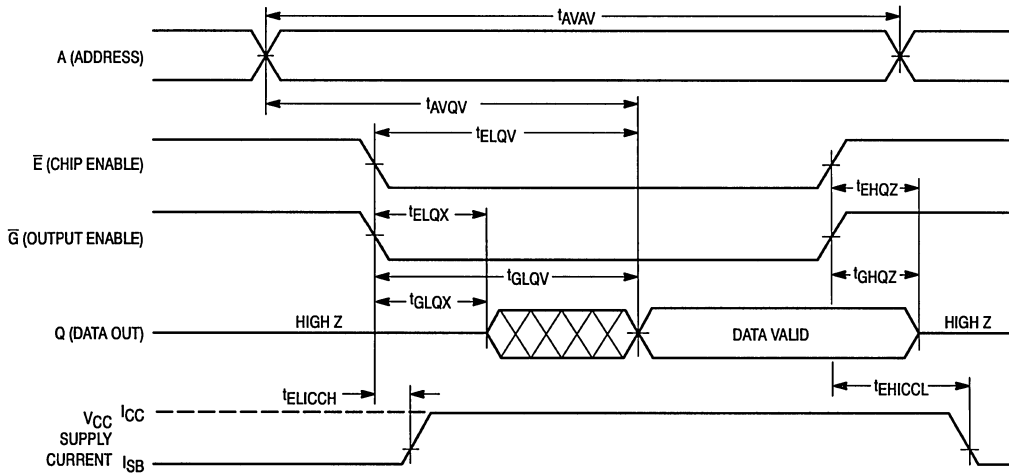 tAVAV
A (ADDRESS)
tAVQV
tELQV
E̅ (CHIP ENABLE)
tEHQZ
tELQX
G̅ (OUTPUT ENABLE)
tGLQV
tGHQZ
tGLQX
Q (DATA OUT)
HIGH Z
DATA VALID
HIGH Z
tELICCH
tEHICCL
VCC ICC
SUPPLY
CURRENT ISB